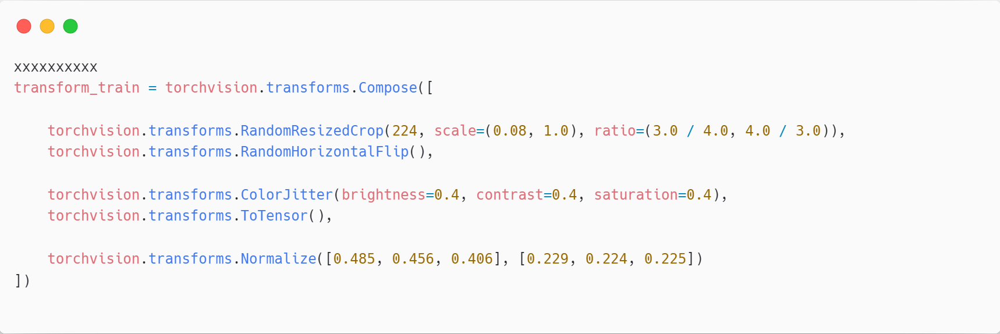 xxxxxxxxxx
transform_train = torchvision.transforms.Compose([
    torchvision.transforms.RandomResizedCrop(224, scale=(0.08, 1.0), ratio=(3.0 / 4.0, 4.0 / 3.0)),
    torchvision.transforms.RandomHorizontalFlip(),
    torchvision.transforms.ColorJitter(brightness=0.4, contrast=0.4, saturation=0.4),
    torchvision.transforms.ToTensor(),
    torchvision.transforms.Normalize([0.485, 0.456, 0.406], [0.229, 0.224, 0.225])
])